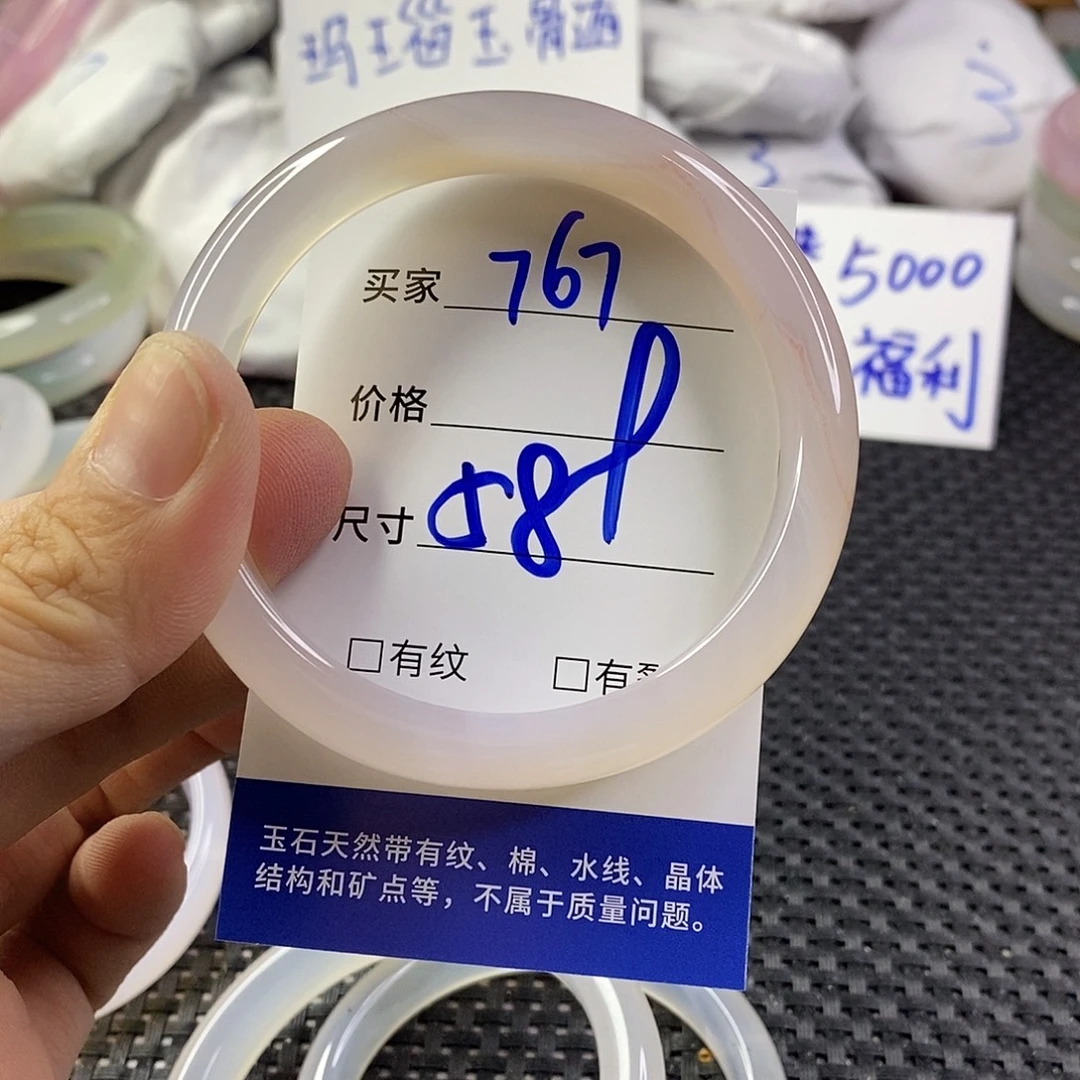 玛瑙玉骨通
5000
福利
买家 767
价格
尺寸 58
□有纹 □有
玉石天然带有纹、棉、水线、晶体
结构和矿点等，不属于质量问题。